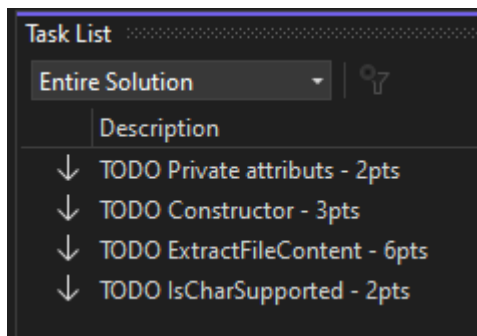 Task List
Entire Solution
Description
TODO Private attributs - 2pts
TODO Constructor - 3pts
TODO ExtractFileContent - 6pts
TODO IsCharSupported - 2pts